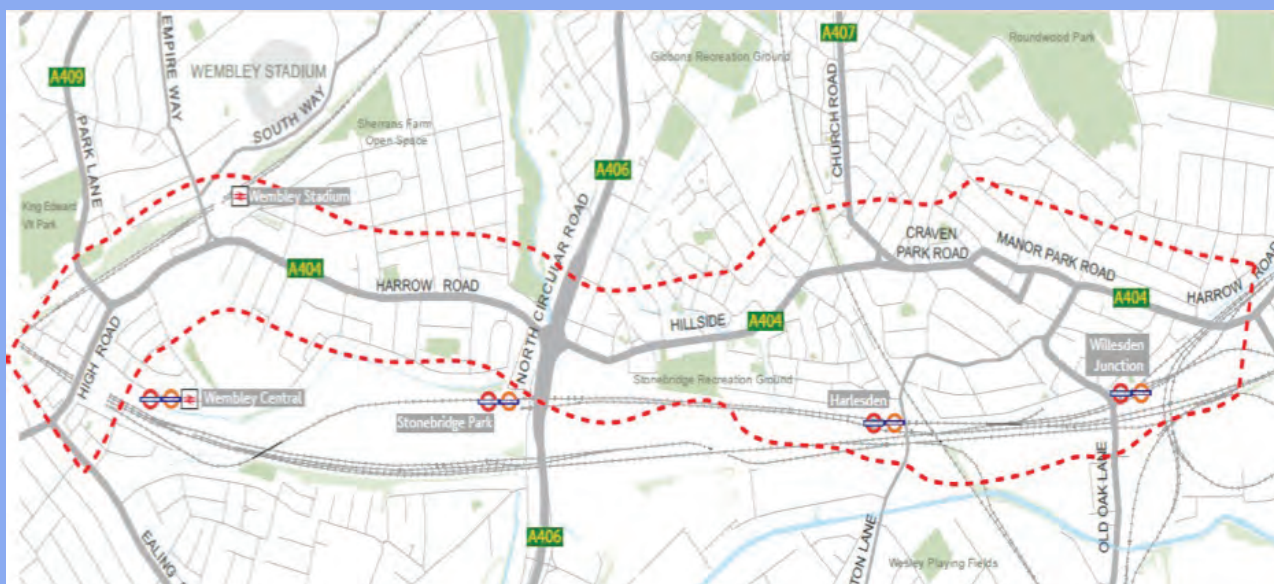 A409
PARK LANE
EMPIRE WAY
WEMBLEY STADIUM
SOUTH WAY
Sherrans Farm
Open Space
King Edward
VII Park
Wembley Stadium
A404
HARROW ROAD
HIGH ROAD
Wembley Central
EALING
A406
NORTH CIRCULAR ROAD
Stonebridge Park
A406
Gibbons Recreation Ground
A407
CHURCH ROAD
Roundwood Park
CRAVEN
PARK ROAD
MANOR PARK ROAD
A404
HARROW ROAD
HILLSIDE
A404
Stonebridge Recreation Ground
Harlesden
Willesden
Junction
TON LANE
OLD OAK LANE
Wesley Playing Fields